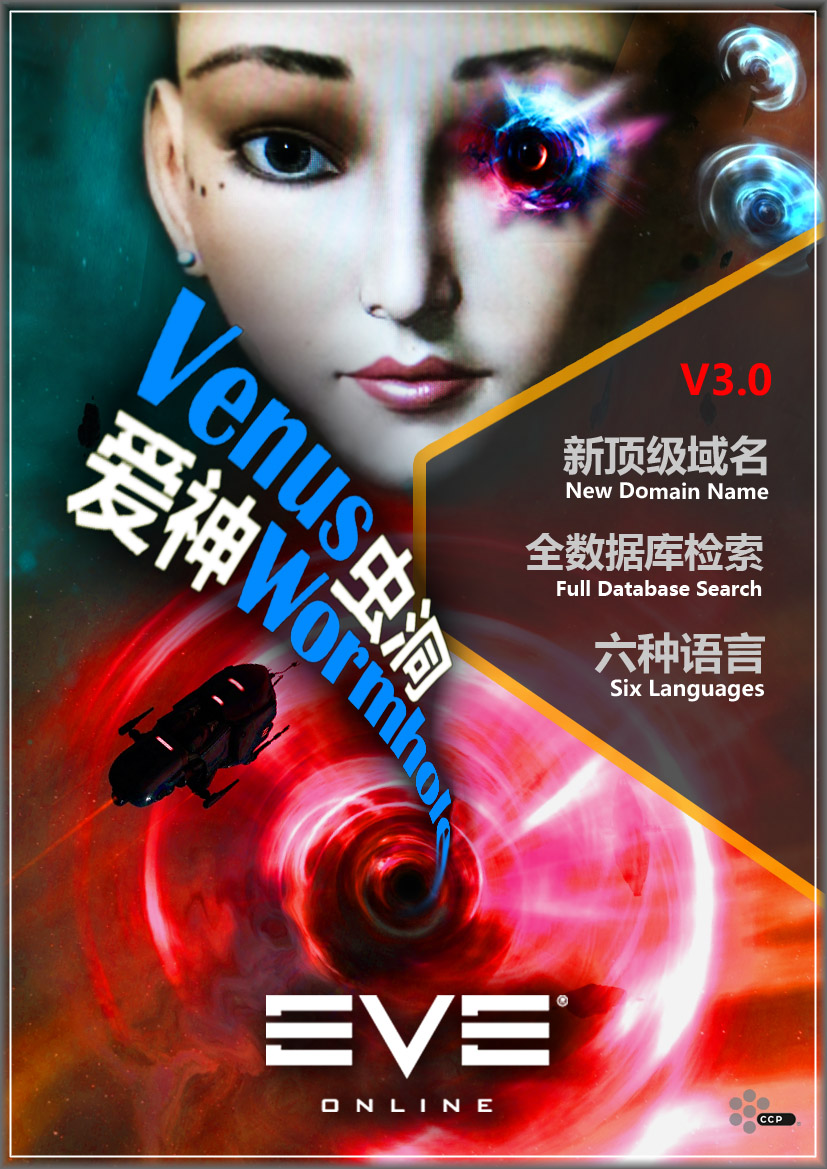 Venus
爱神
虫洞
Wormhole
V3.0
新顶级域名
New Domain Name
全数据库检索
Full Database Search
六种语言
Six Languages
EVE®
ONLINE
CCP